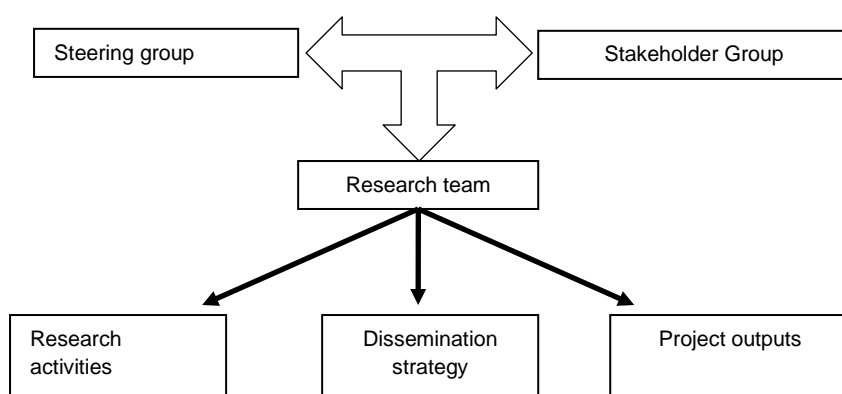 Steering group
Stakeholder Group
Research team
Research
activities
Dissemination
strategy
Project outputs